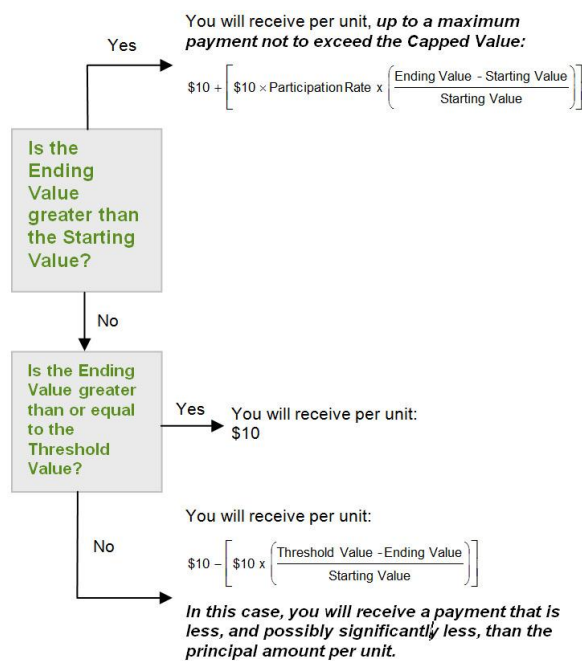 You will receive per unit, up to a maximum
payment not to exceed the Capped Value:
Yes
$10 + [ $10 × Participation Rate x ( Ending Value - Starting Value / Starting Value ) ]
Is the
Ending
Value
greater than
the Starting
Value?
No
Is the Ending
Value greater
than or equal
to the
Threshold
Value?
Yes
You will receive per unit:
$10
You will receive per unit:
No
$10 − [ $10 x ( Threshold Value - Ending Value / Starting Value ) ]
In this case, you will receive a payment that is
less, and possibly significantly less, than the
principal amount per unit.